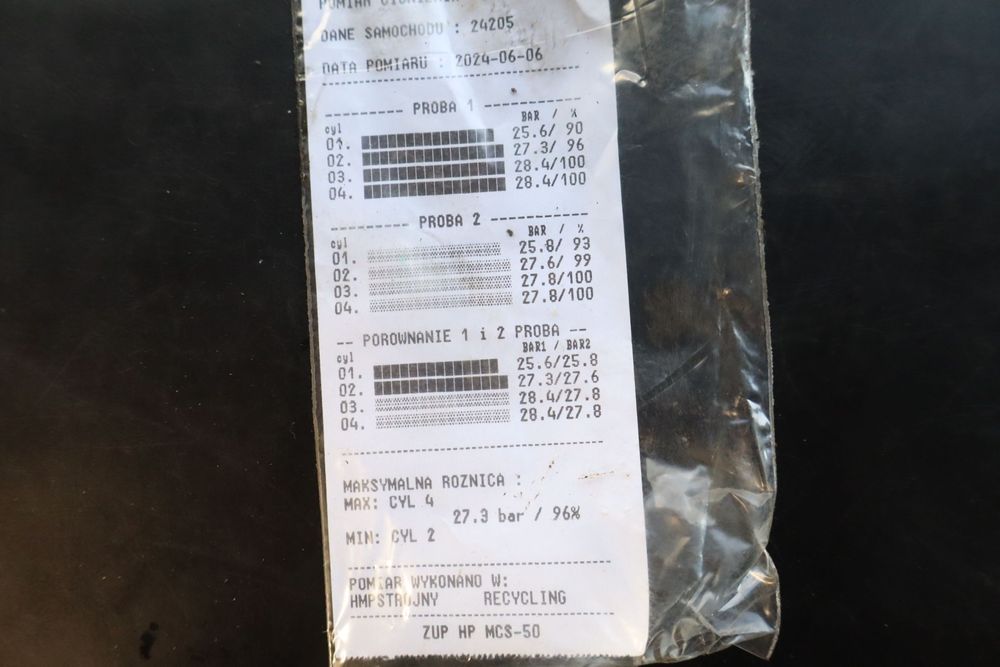 POMIAR CISNIENIA
DANE SAMOCHODU : 24205
DATA POMIARU : 2024-06-06
PROBA 1
cyl BAR / %
01. 25.6/ 90
02. 27.3/ 96
03. 28.4/100
04. 28.4/100
PROBA 2
cyl BAR / %
01. 25.8/ 93
02. 27.6/ 99
03. 27.8/100
04. 27.8/100
-- POROWNANIE 1 i 2 PROBA --
cyl BAR1 / BAR2
01. 25.6/25.8
02. 27.3/27.6
03. 28.4/27.8
04. 28.4/27.8
MAKSYMALNA ROZNICA :
MAX: CYL 4
27.3 bar / 96%
MIN: CYL 2
POMIAR WYKONANO W:
HMPSTROJNY RECYCLING
ZUP HP MCS-50